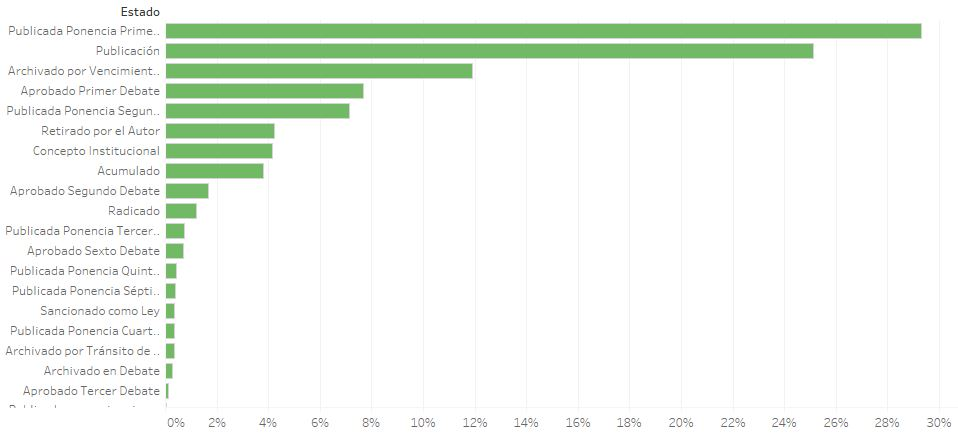 Estado
Publicada Ponencia Prime..
Publicación
Archivado por Vencimient..
Aprobado Primer Debate
Publicada Ponencia Segun..
Retirado por el Autor
Concepto Institucional
Acumulado
Aprobado Segundo Debate
Radicado
Publicada Ponencia Tercer..
Aprobado Sexto Debate
Publicada Ponencia Quint..
Publicada Ponencia Sépti..
Sancionado como Ley
Publicada Ponencia Cuart..
Archivado por Tránsito de ..
Archivado en Debate
Aprobado Tercer Debate
0% 2% 4% 6% 8% 10% 12% 14% 16% 18% 20% 22% 24% 26% 28% 30%